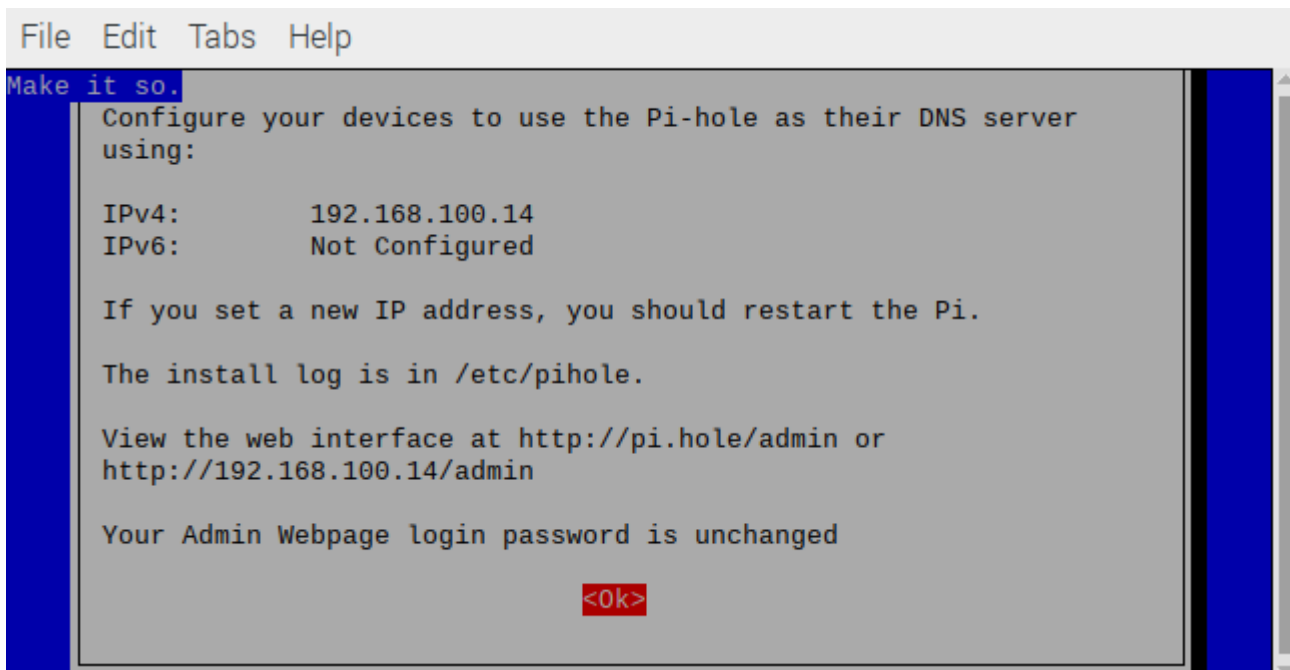 File Edit Tabs Help
Make it so.
Configure your devices to use the Pi-hole as their DNS server
using:
IPv4: 192.168.100.14
IPv6: Not Configured
If you set a new IP address, you should restart the Pi.
The install log is in /etc/pihole.
View the web interface at http://pi.hole/admin or
http://192.168.100.14/admin
Your Admin Webpage login password is unchanged
<Ok>